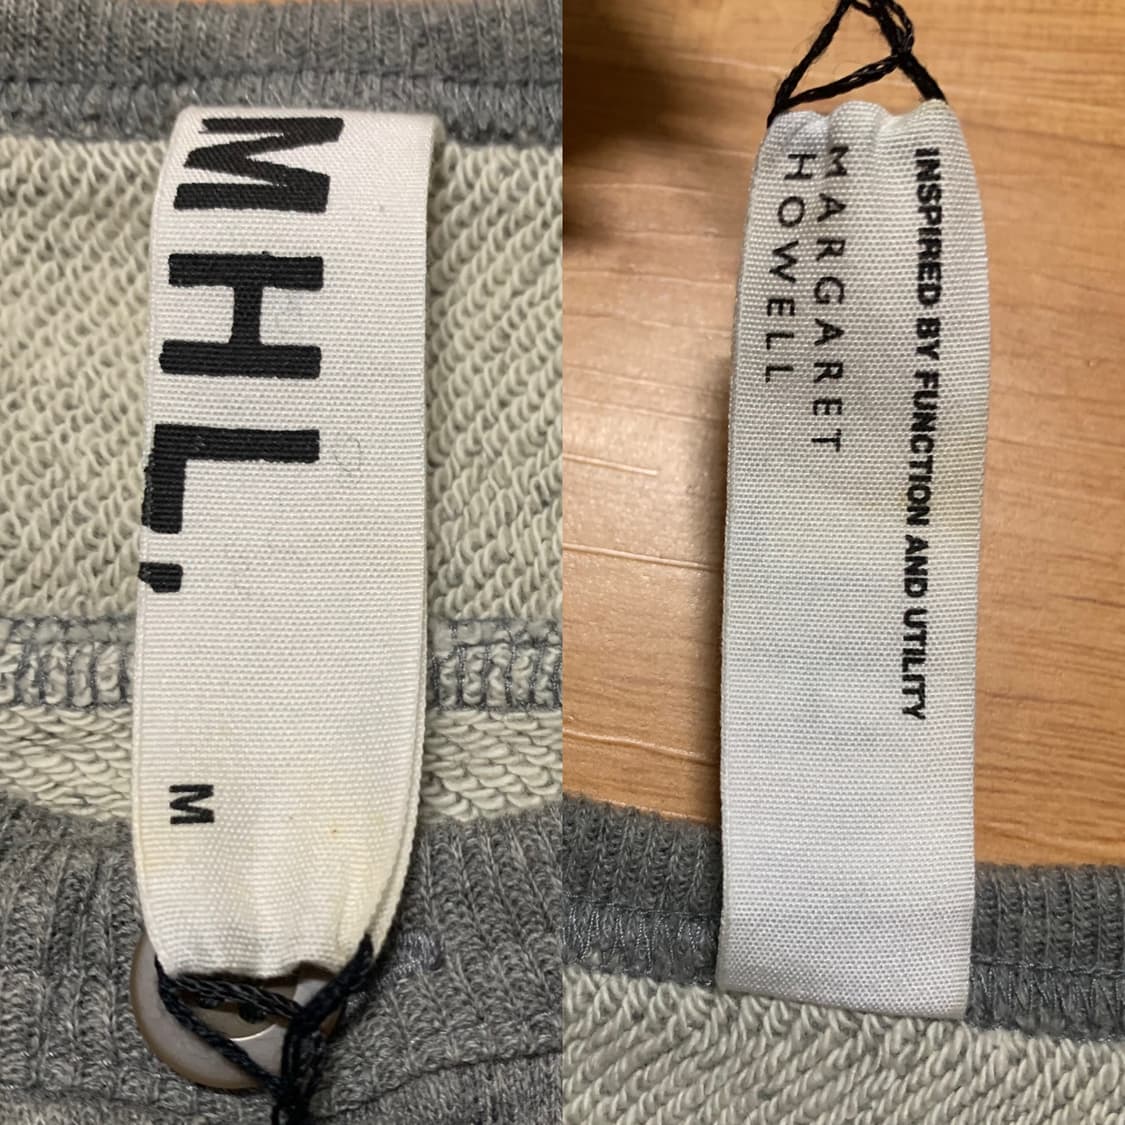 MHL.
M
INSPIRED BY FUNCTION AND UTILITY
MARGARET
HOWELL